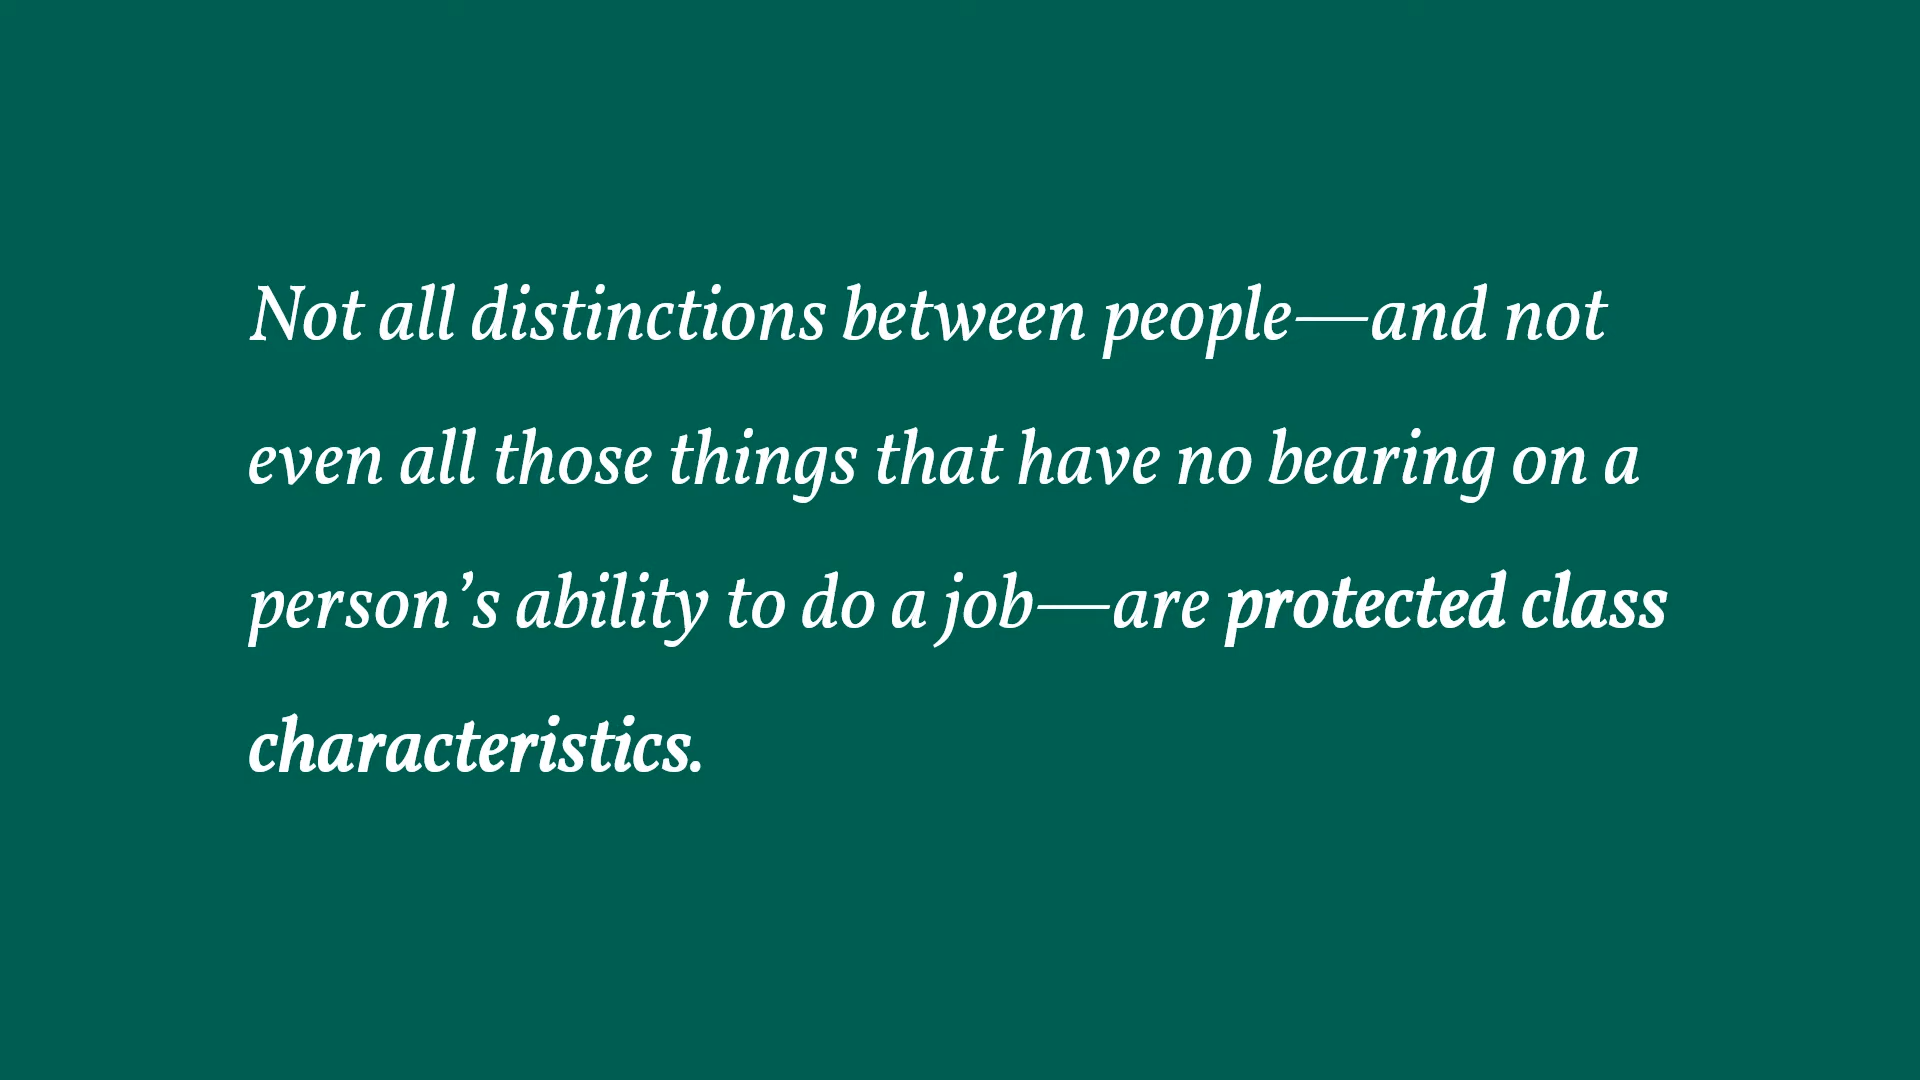 Not all distinctions between people—and not
even all those things that have no bearing on a
person’s ability to do a job—are protected class
characteristics.